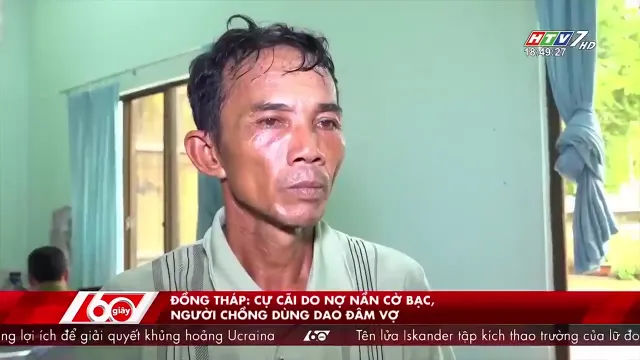 HTV7 HD
18:49:27
60 giây
ĐỒNG THÁP: CỰ CÃI DO NỢ NẦN CỜ BẠC,
NGƯỜI CHỒNG DÙNG DAO ĐÂM VỢ
ng lợi ích để giải quyết khủng hoảng Ucraina
Tên lửa Iskander tập kích thao trường của lữ đo